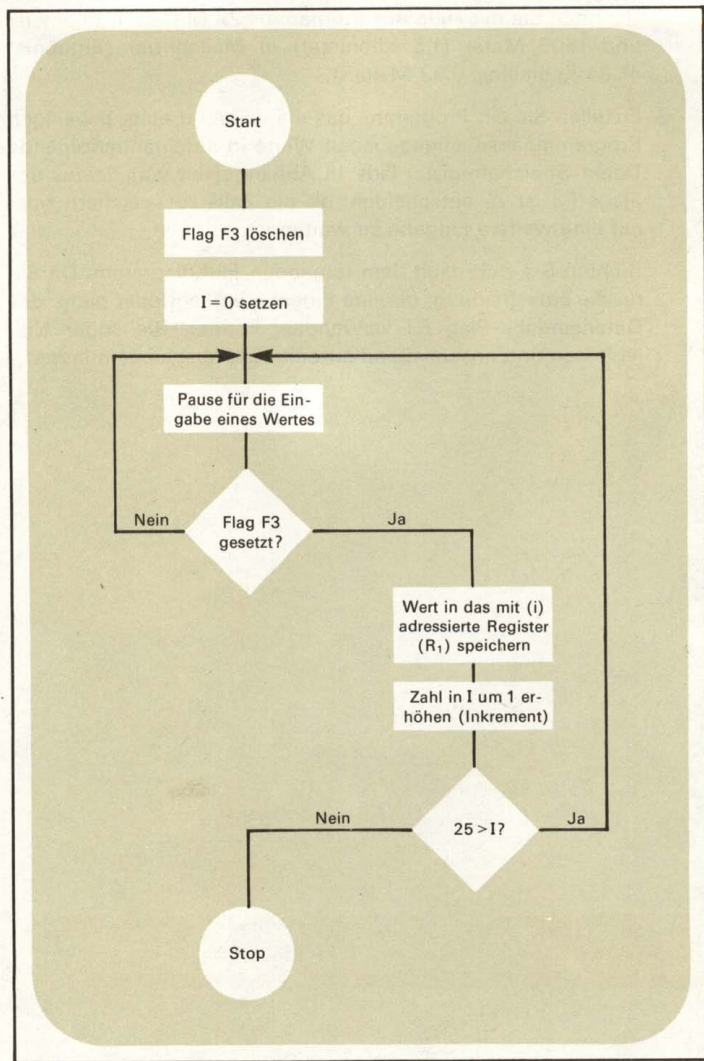 Start
Flag F3 löschen
I = 0 setzen
Pause für die Ein-
gabe eines Wertes
Nein
Flag F3
gesetzt?
Ja
Wert in das mit (i)
adressierte Register
(R₁) speichern
Zahl in I um 1 er-
höhen (Inkrement)
Nein
25 > I?
Ja
Stop